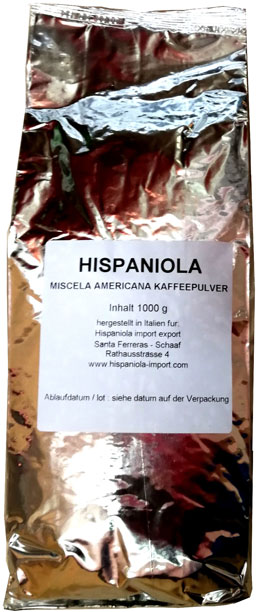 HISPANIOLA
MISCELA AMERICANA KAFFEEPULVER
Inhalt 1000 g
hergestellt in Italien fur:
Hispaniola import export
Santa Ferreras - Schaaf
Rathausstrasse 4
www.hispaniola-import.com
Ablaufdatum / lot : siehe datum auf der Verpackung